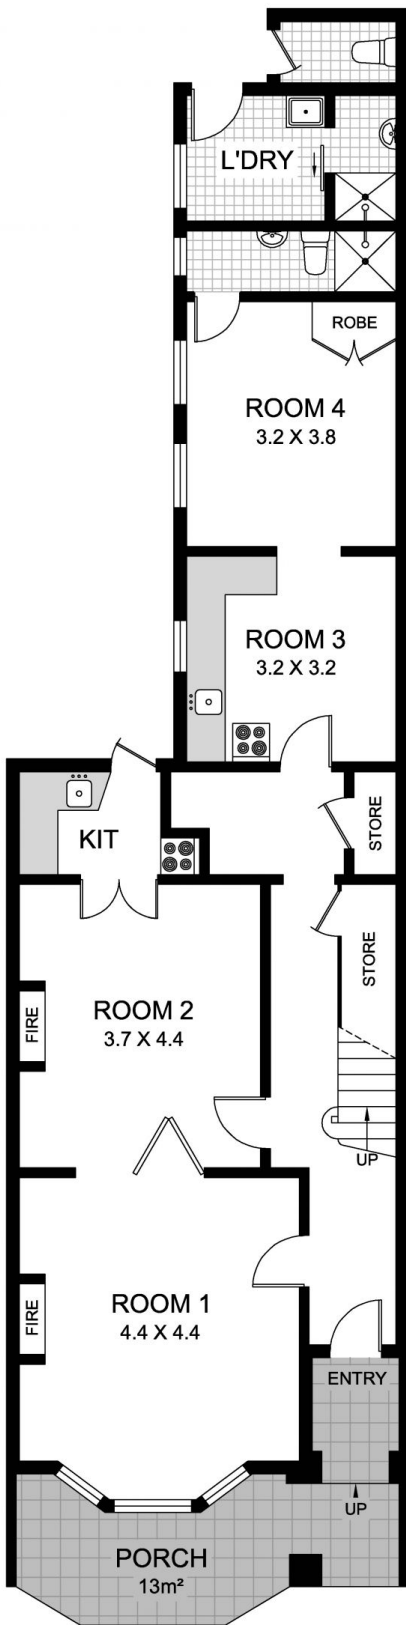 L'DRY
ROBE
ROOM 4
3.2 X 3.8
ROOM 3
3.2 X 3.2
KIT
STORE
STORE
ROOM 2
3.7 X 4.4
FIRE
UP
ROOM 1
4.4 X 4.4
FIRE
ENTRY
UP
PORCH
13m²